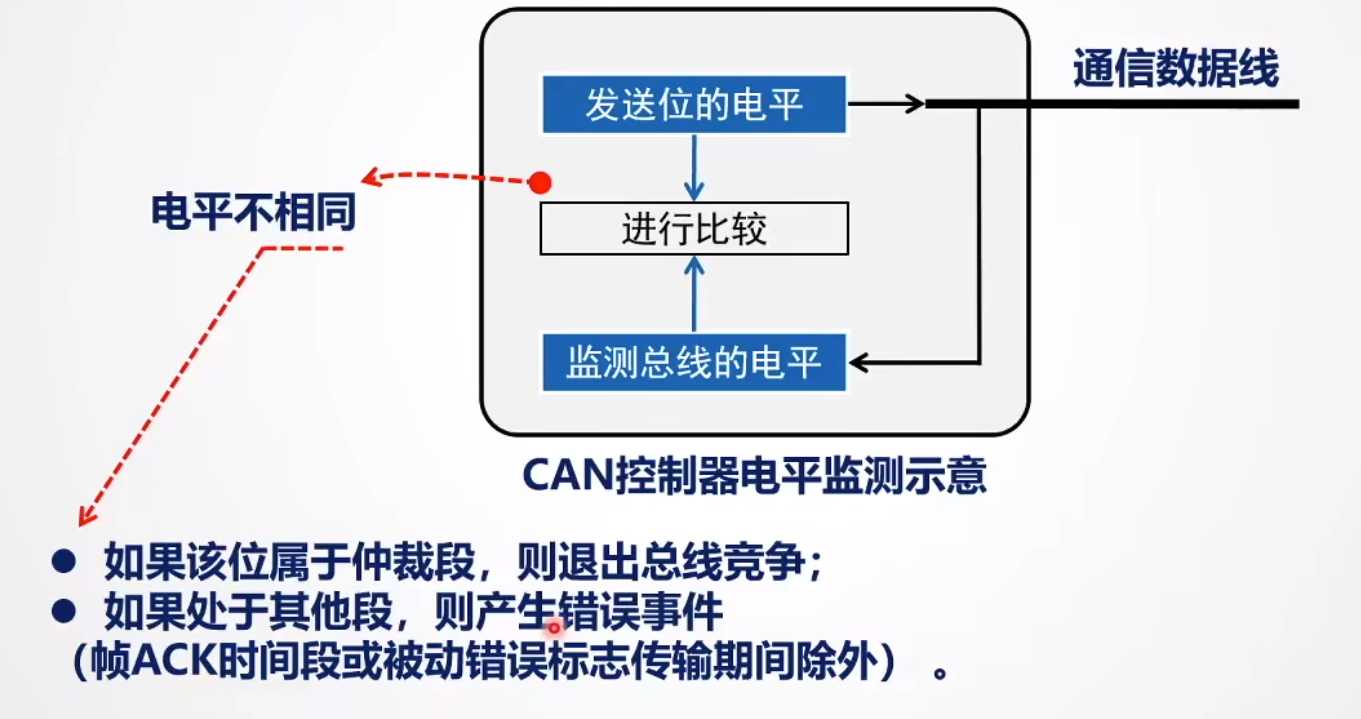 发送位的电平
通信数据线
电平不相同
进行比较
监测总线的电平
CAN控制器电平监测示意
● 如果该位属于仲裁段，则退出总线竞争；
● 如果处于其他段，则产生错误事件
（帧ACK时间段或被动错误标志传输期间除外）。